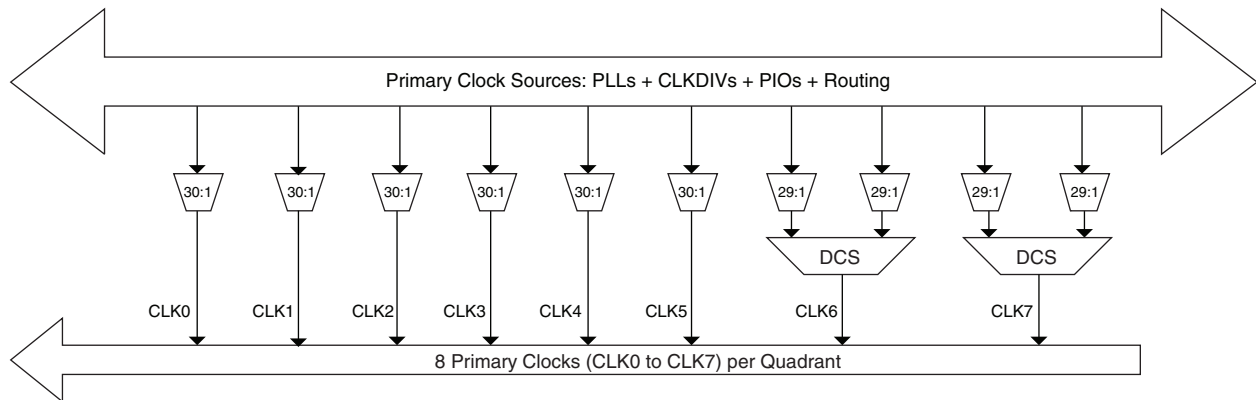 Primary Clock Sources: PLLs + CLKDIVs + PIOs + Routing
30:1 30:1 30:1 30:1 30:1 30:1 29:1 29:1 29:1 29:1
DCS DCS
CLK0 CLK1 CLK2 CLK3 CLK4 CLK5 CLK6 CLK7
8 Primary Clocks (CLK0 to CLK7) per Quadrant